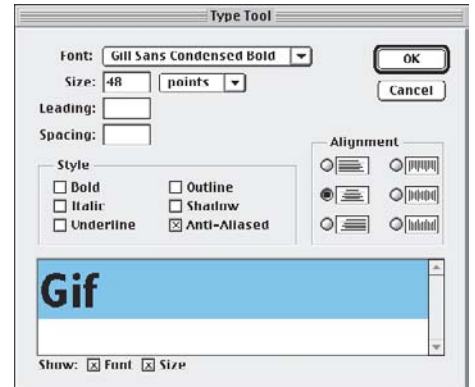 Type Tool
Font: Gill Sans Condensed Bold
OK
Size: 48 points
Cancel
Leading:
Spacing:
Alignment
Style
Bold Outline
Italic Shadow
Underline Anti-Aliased
Gif
Show: Font Size